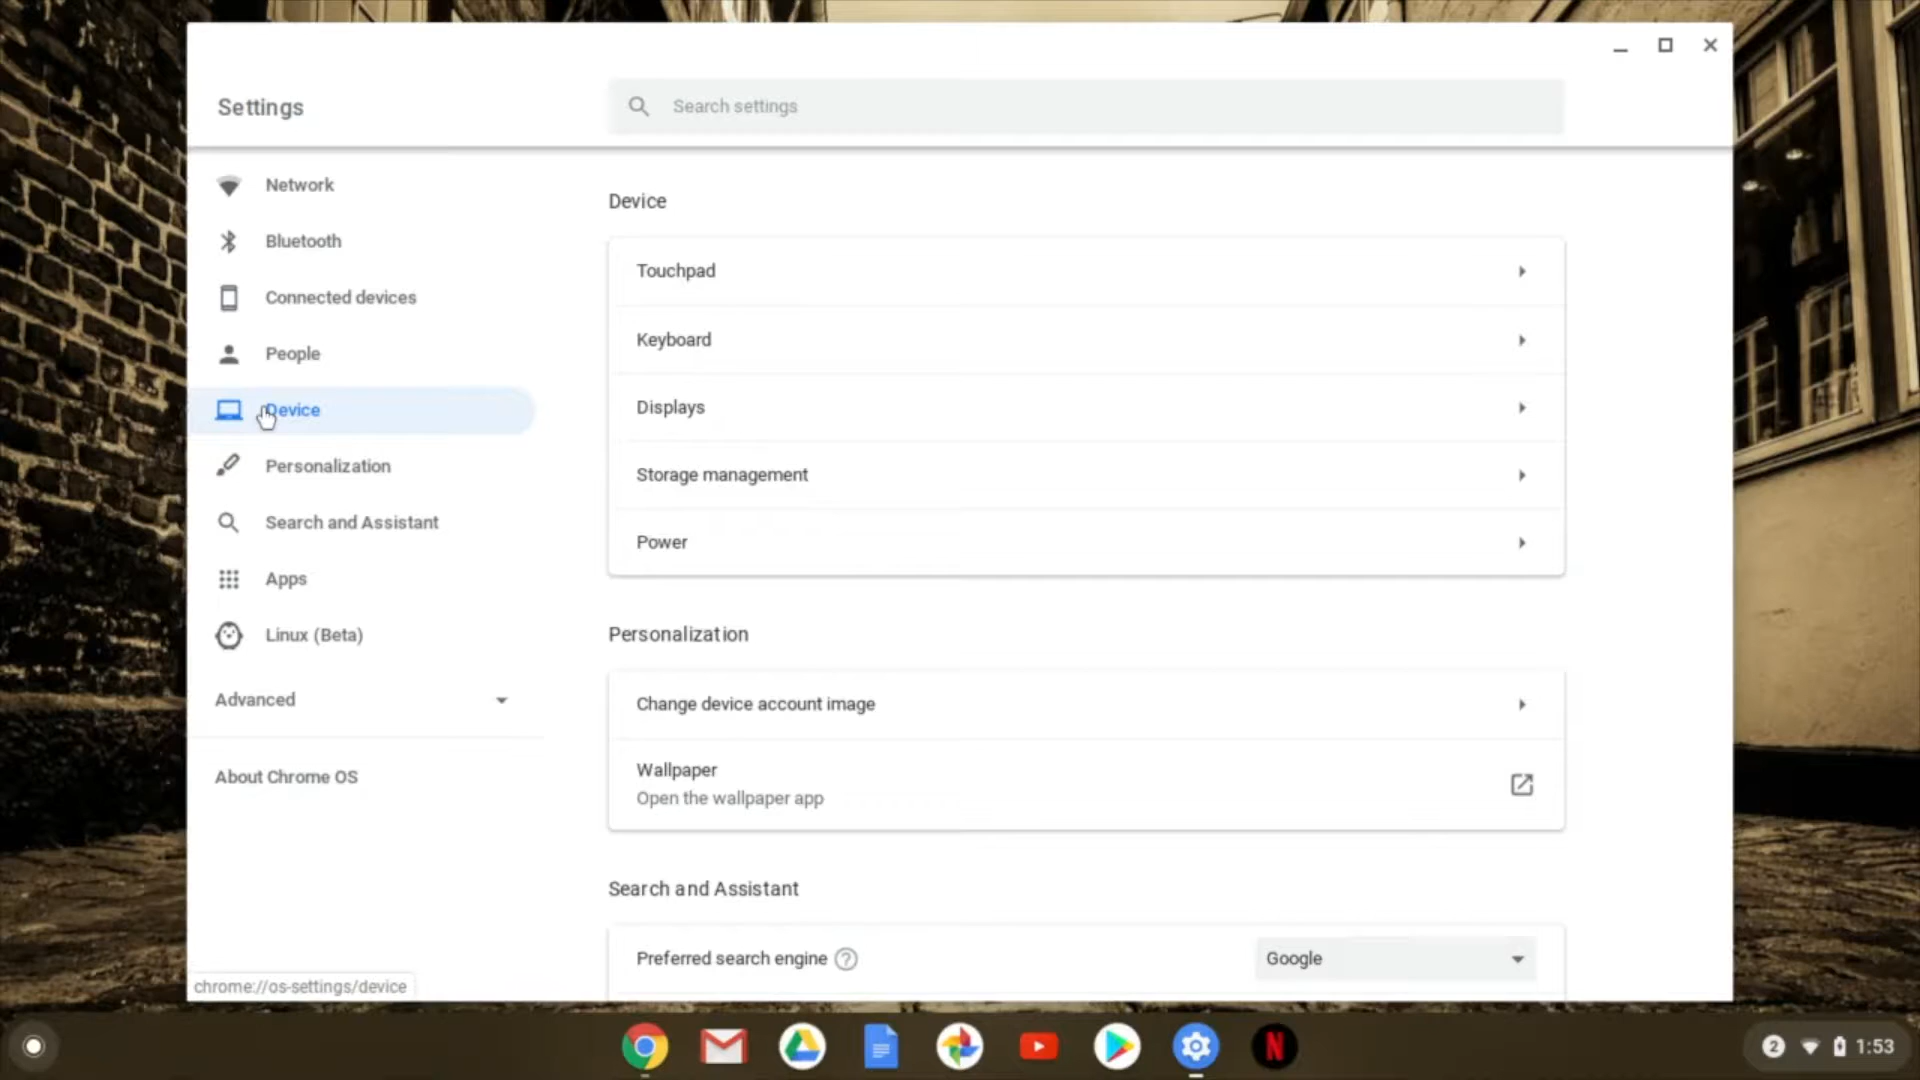 Settings
Search settings
Network
Bluetooth
Connected devices
People
Device
Personalization
Search and Assistant
Apps
Linux (Beta)
Advanced
About Chrome OS
Device
Touchpad
Keyboard
Displays
Storage management
Power
Personalization
Change device account image
Wallpaper
Open the wallpaper app
Search and Assistant
Preferred search engine ?
Google
chrome://os-settings/device
N
2
1:53